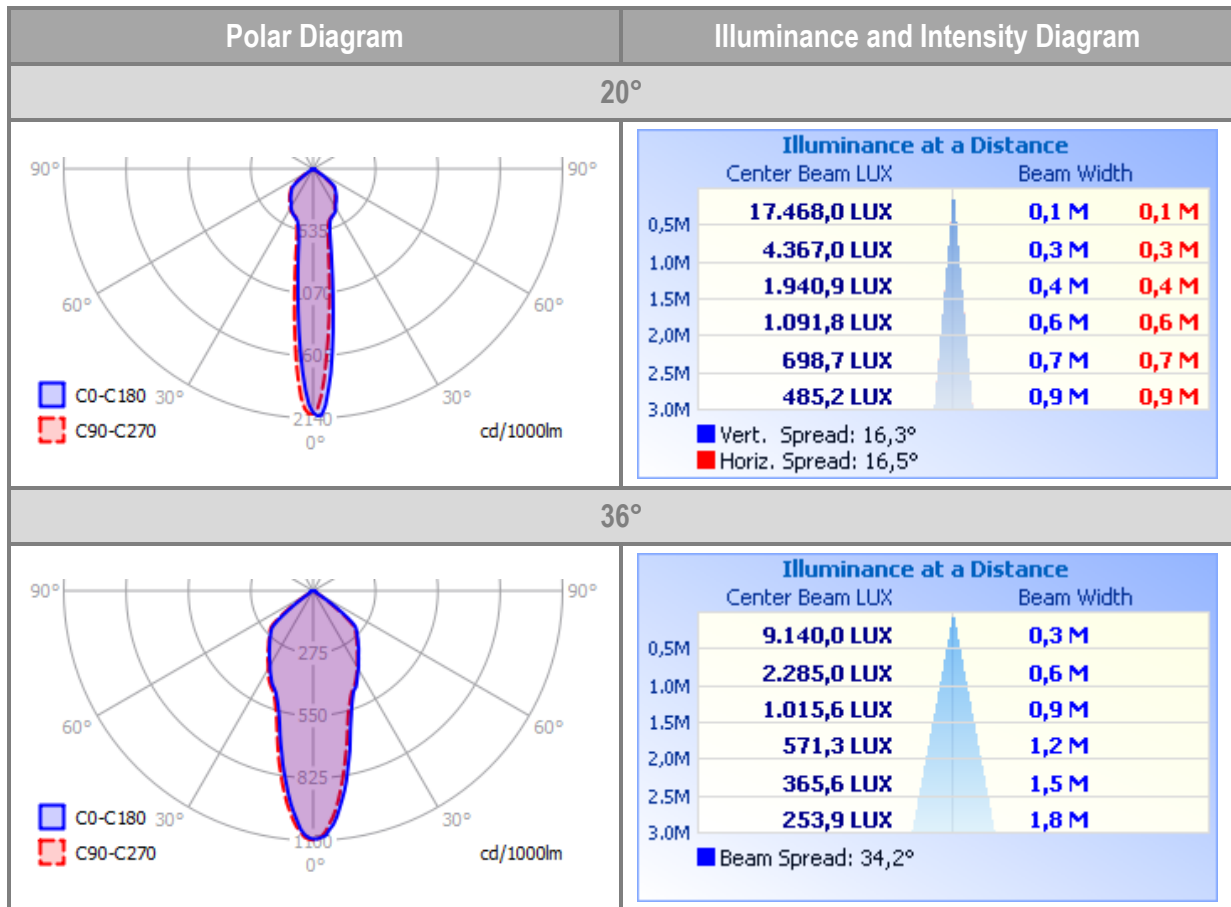 Polar Diagram Illuminance and Intensity Diagram
20°
90° 90°
60° 60°
30° 30°
0°
535
1070
2140
C0-C180
C90-C270
cd/1000lm
Illuminance at a Distance
Center Beam LUX Beam Width
0,5M 17.468,0 LUX 0,1 M 0,1 M
1.0M 4.367,0 LUX 0,3 M 0,3 M
1.5M 1.940,9 LUX 0,4 M 0,4 M
2,0M 1.091,8 LUX 0,6 M 0,6 M
2.5M 698,7 LUX 0,7 M 0,7 M
3.0M 485,2 LUX 0,9 M 0,9 M
Vert. Spread: 16,3°
Horiz. Spread: 16,5°
36°
90° 90°
60° 60°
30° 30°
0°
275
550
825
1100
C0-C180
C90-C270
cd/1000lm
Illuminance at a Distance
Center Beam LUX Beam Width
0,5M 9.140,0 LUX 0,3 M
1.0M 2.285,0 LUX 0,6 M
1.5M 1.015,6 LUX 0,9 M
2,0M 571,3 LUX 1,2 M
2.5M 365,6 LUX 1,5 M
3.0M 253,9 LUX 1,8 M
Beam Spread: 34,2°